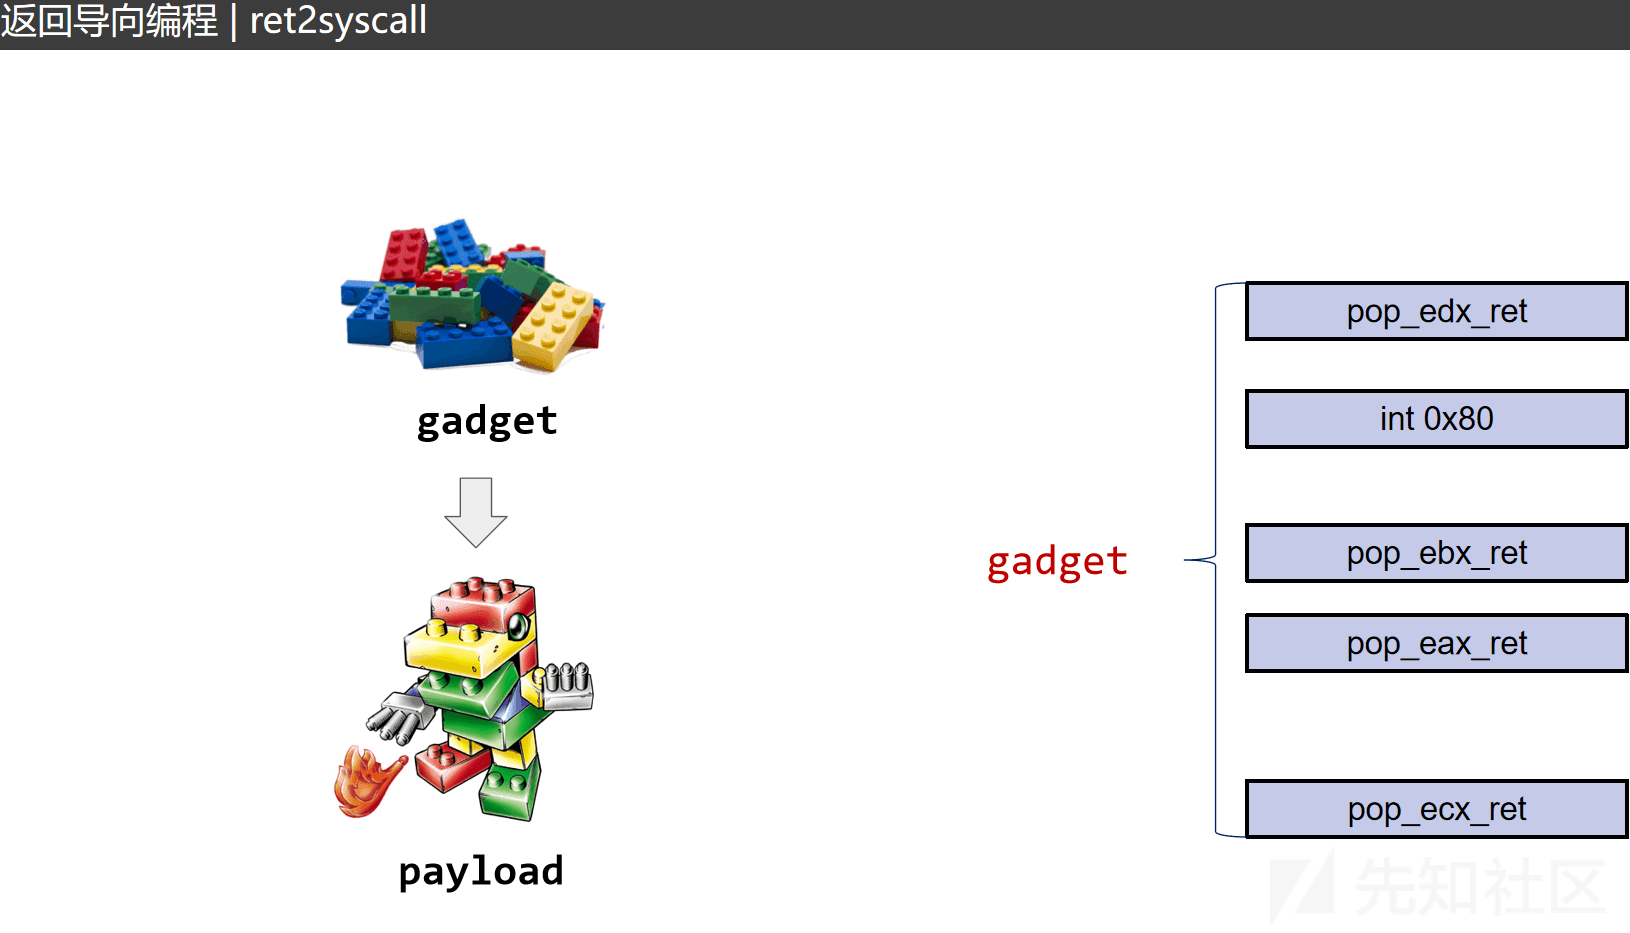 返回导向编程 | ret2syscall
gadget
payload
gadget
pop_edx_ret
int 0x80
pop_ebx_ret
pop_eax_ret
pop_ecx_ret
先知社区